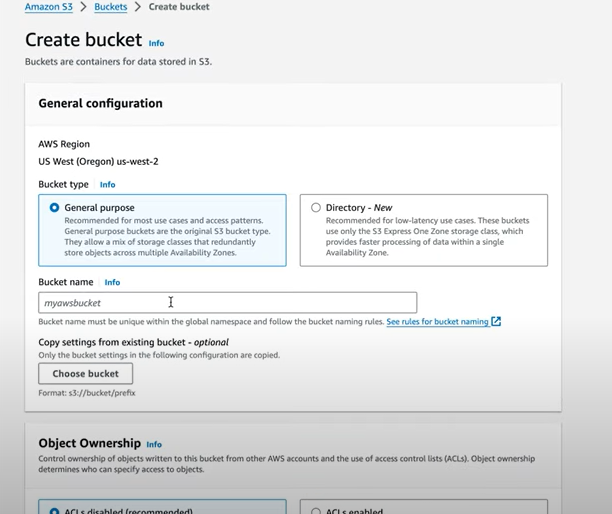 Amazon S3 > Buckets > Create bucket
Create bucket Info
Buckets are containers for data stored in S3.
General configuration
AWS Region
US West (Oregon) us-west-2
Bucket type Info
General purpose
Recommended for most use cases and access patterns.
General purpose buckets are the original S3 bucket type.
They allow a mix of storage classes that redundantly
store objects across multiple Availability Zones.
Directory - New
Recommended for low-latency use cases. These buckets
use only the S3 Express One Zone storage class, which
provides faster processing of data within a single
Availability Zone.
Bucket name Info
myawsbucket
Bucket name must be unique within the global namespace and follow the bucket naming rules. See rules for bucket naming
Copy settings from existing bucket - optional
Only the bucket settings in the following configuration are copied.
Choose bucket
Format: s3://bucket/prefix
Object Ownership Info
Control ownership of objects written to this bucket from other AWS accounts and the use of access control lists (ACLs). Object ownership
determines who can specify access to objects.
ACLs disabled (recommended)
ACLs enabled